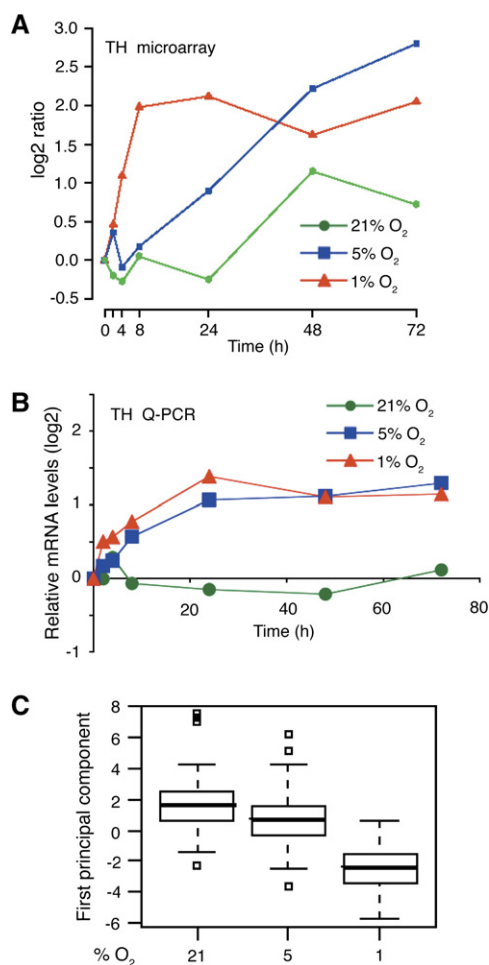 A
TH microarray
log2 ratio
3.0
2.5
2.0
1.5
1.0
0.5
0.0
-0.5
21% O₂
5% O₂
1% O₂
0 4 8 24 48 72
Time (h)
B
TH Q-PCR
Relative mRNA levels (log2)
2
1
0
-1
21% O₂
5% O₂
1% O₂
20 40 60 80
Time (h)
C
First principal component
8
6
4
2
0
-2
-4
-6
% O₂ 21 5 1